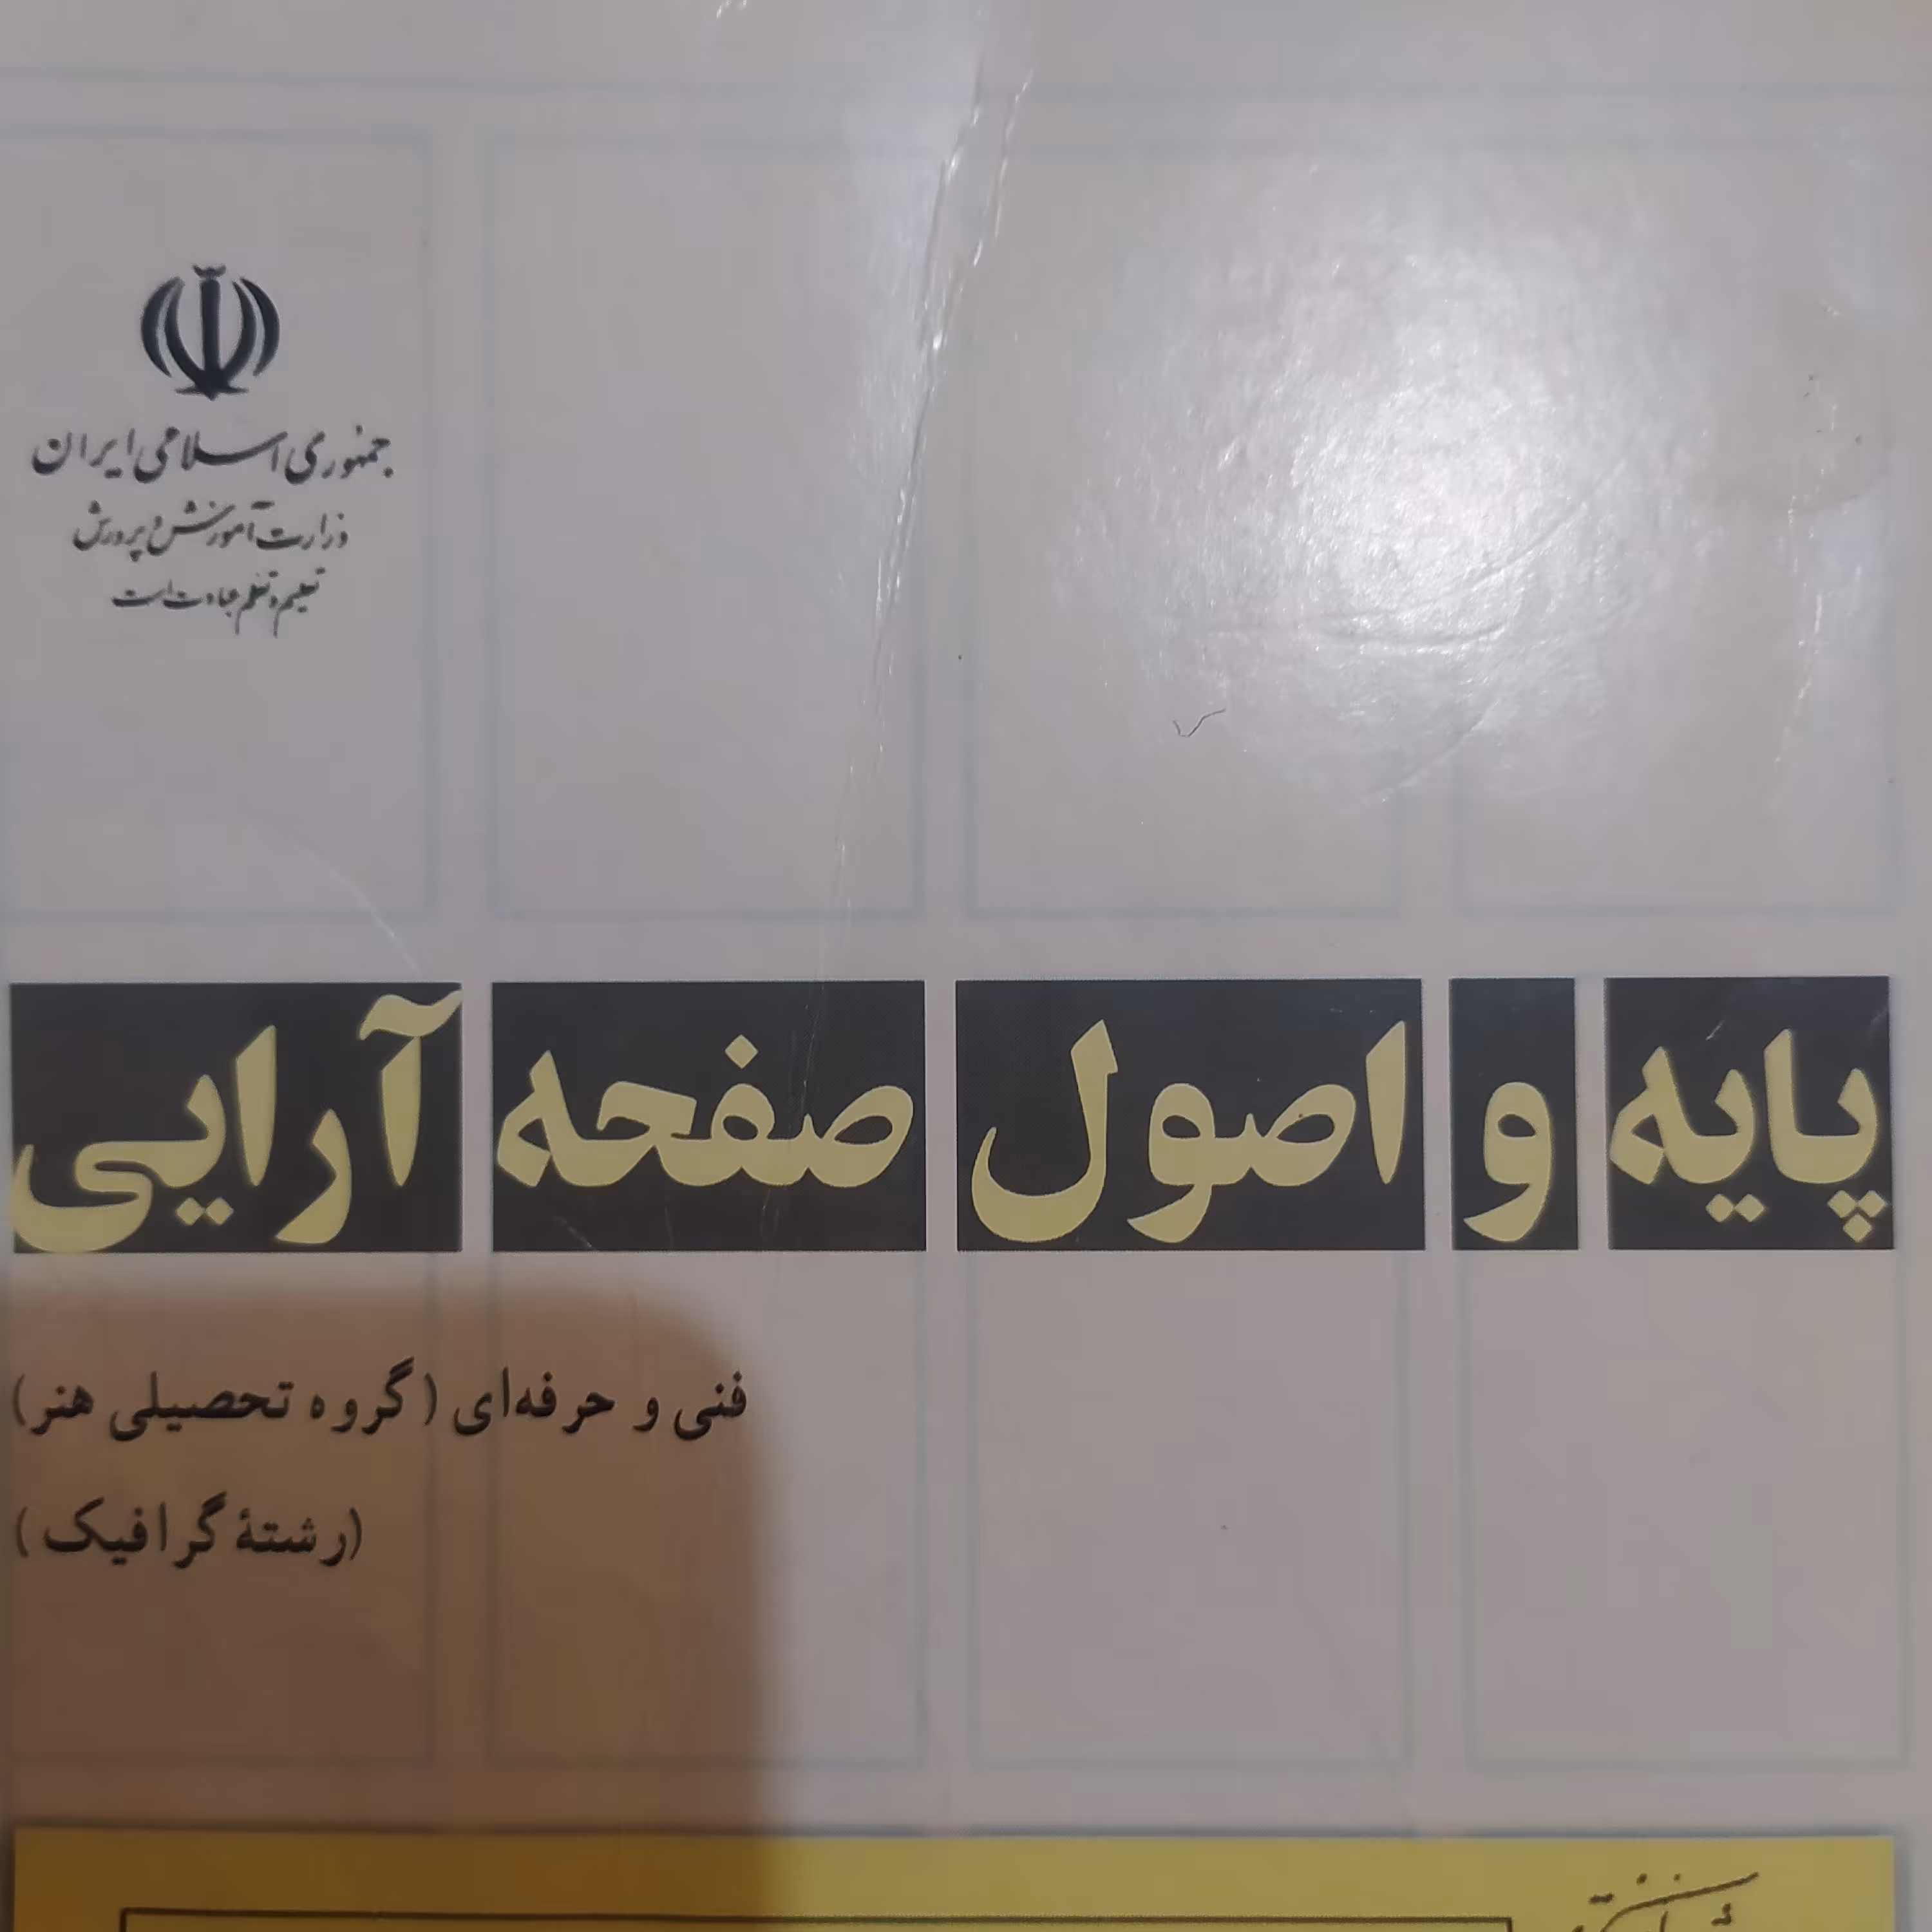 جمهوری اسلامی ایران
وزارت آموزش و پرورش
تعلیم و تعلم عبادت است
پایه و اصول صفحه آرایی
فنی و حرفه‌ای (گروه تحصیلی هنر)
(رشتهٔ گرافیک)